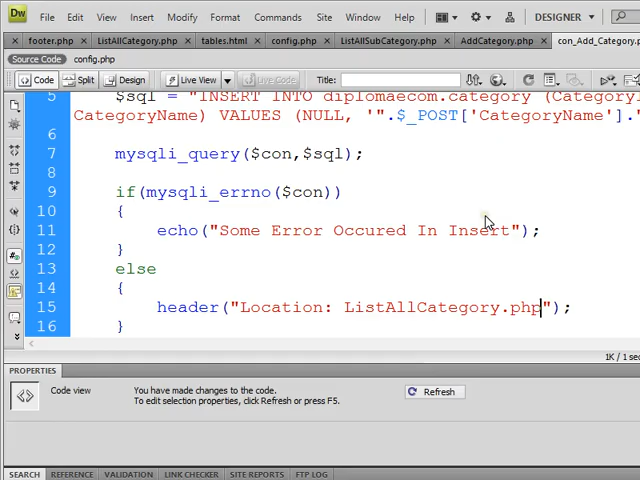 Dw File Edit View Insert Modify Format Commands Site Window Help DESIGNER
footer.php ListAllCategory.php tables.html config.php ListAllSubCategory.php AddCategory.php con_Add_Category.
Source Code config.php
Code Split Design Live View Live Code Title:
5 $sql = "INSERT INTO diplomaecom.category (Category
CategoryName) VALUES (NULL, '".$_POST['CategoryName']."
6
7 mysqli_query($con,$sql);
8
9 if(mysqli_errno($con))
10 {
11 echo("Some Error Occured In Insert");
12 }
13 else
14 {
15 header("Location: ListAllCategory.php");
16 }
1K / 1 sec
PROPERTIES
Code view You have made changes to the code. Refresh
To edit selection properties, click Refresh or press F5.
SEARCH REFERENCE VALIDATION LINK CHECKER SITE REPORTS FTP LOG